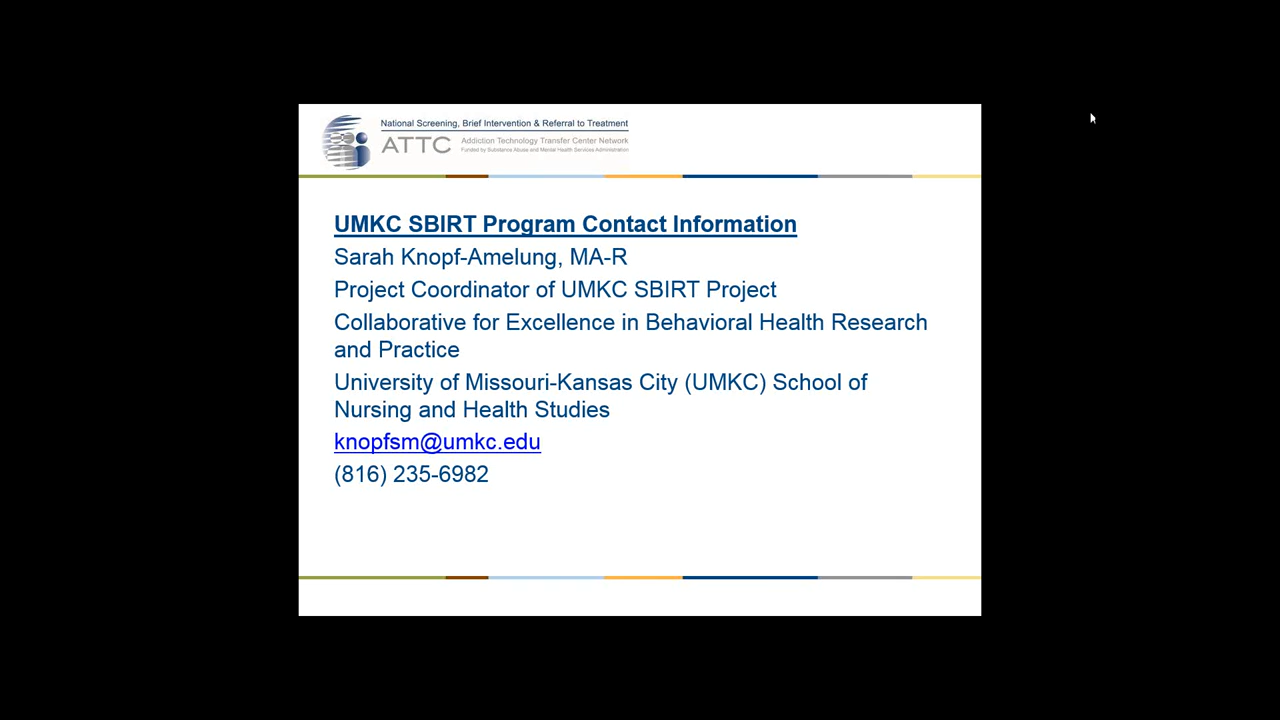 National Screening, Brief Intervention & Referral to Treatment
ATTC
Addiction Technology Transfer Center Network
Funded by Substance Abuse and Mental Health Services Administration
UMKC SBIRT Program Contact Information
Sarah Knopf-Amelung, MA-R
Project Coordinator of UMKC SBIRT Project
Collaborative for Excellence in Behavioral Health Research
and Practice
University of Missouri-Kansas City (UMKC) School of
Nursing and Health Studies
knopfsm@umkc.edu
(816) 235-6982